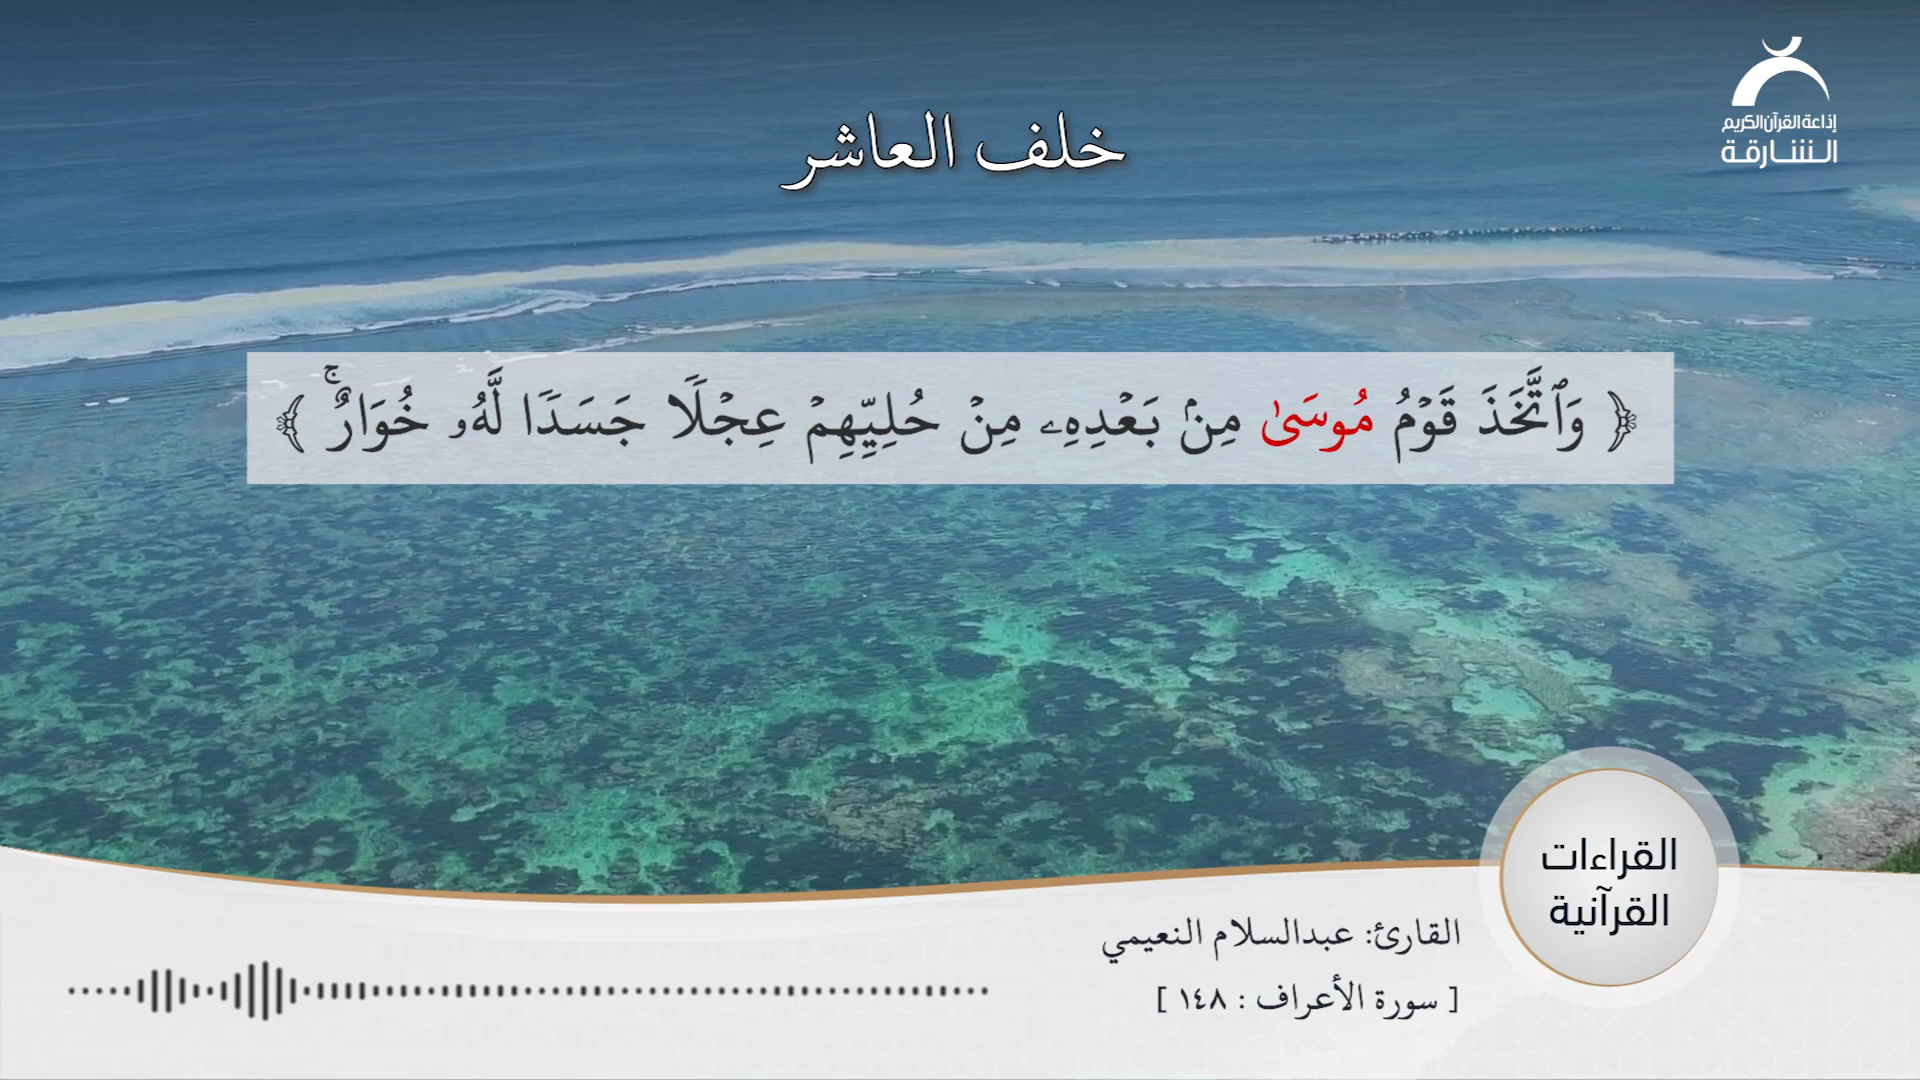 إذاعة القرآن الكريم
الشارقة
خلف العاشر
﴿ وَٱتَّخَذَ قَوْمُ مُوسَىٰ مِنۢ بَعْدِهِۦ مِنْ حُلِيِّهِمْ عِجْلًا جَسَدًا لَّهُۥ خُوَارٌۚ ﴾
القراءات
القرآنية
القارئ: عبدالسلام النعيمي
[ سورة الأعراف : ١٤٨ ]